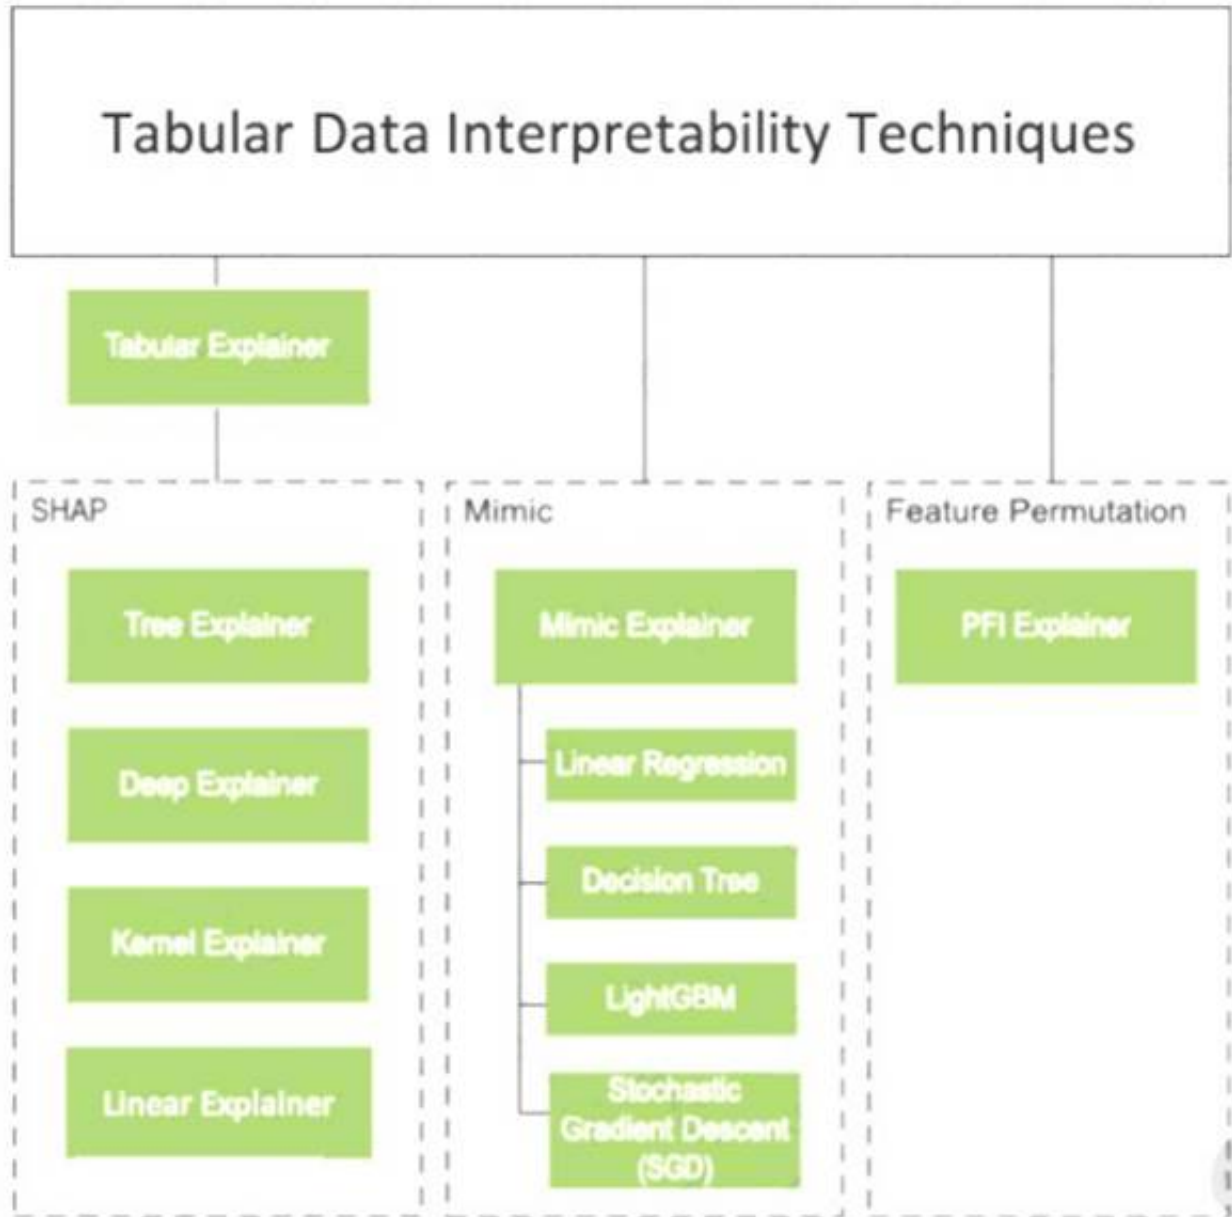 Tabular Data Interpretability Techniques
Tabular Explainer
SHAP
Tree Explainer
Deep Explainer
Kernel Explainer
Linear Explainer
Mimic
Mimic Explainer
Linear Regression
Decision Tree
LightGBM
Stochastic
Gradient Descent
(SGD)
Feature Permutation
PFI Explainer